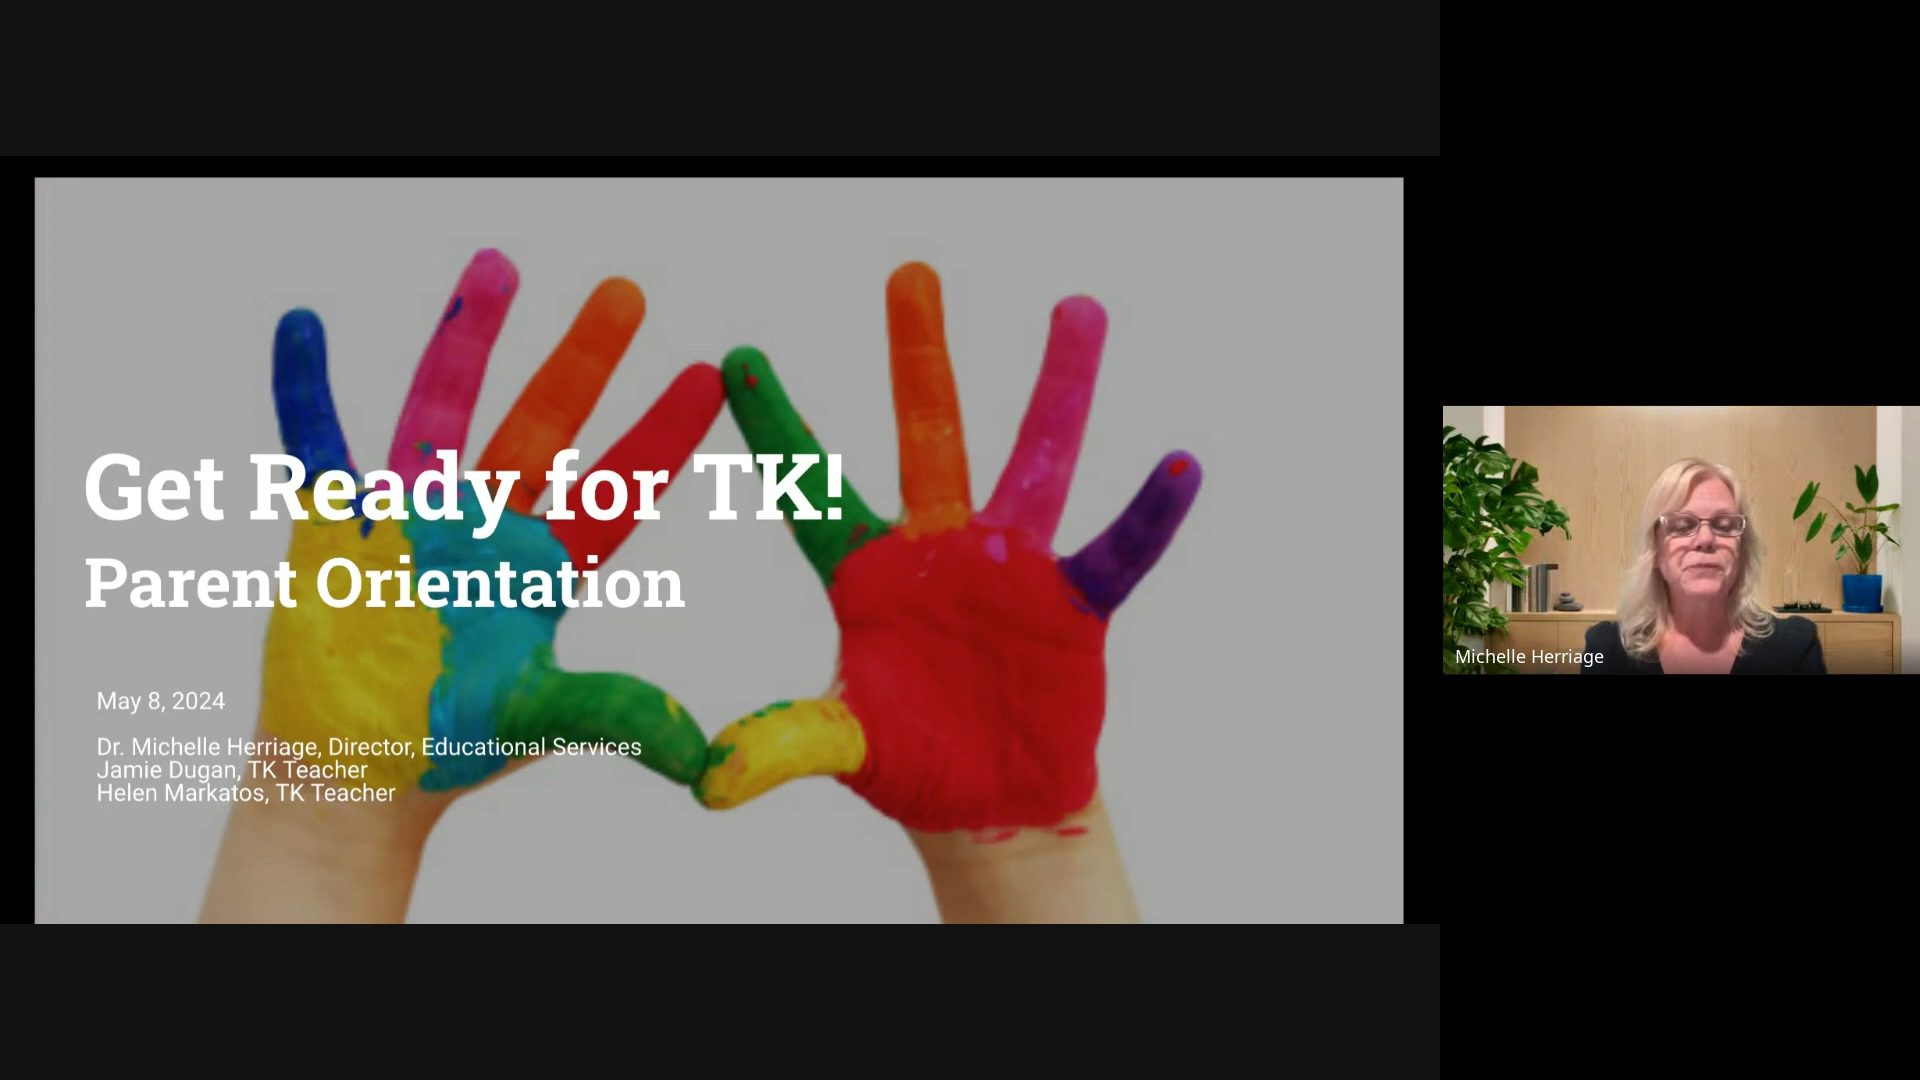 Get Ready for TK!
Parent Orientation
May 8, 2024
Dr. Michelle Herriage, Director, Educational Services
Jamie Dugan, TK Teacher
Helen Markatos, TK Teacher
Michelle Herriage